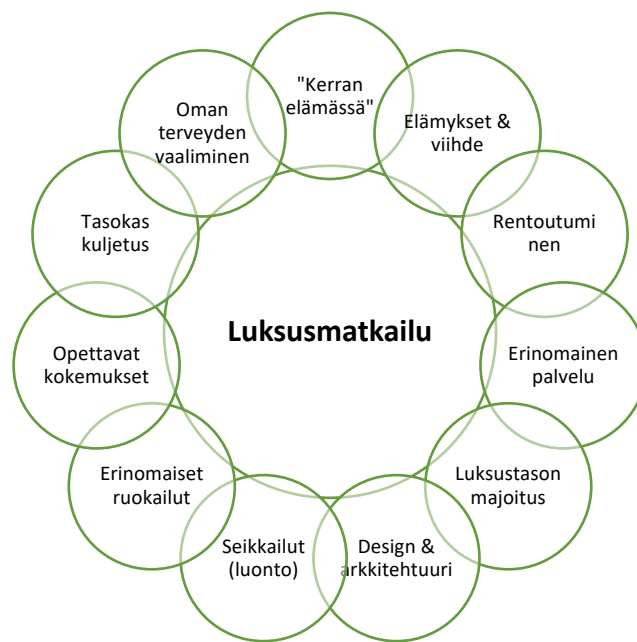 "Kerran
elämässä"
Elämykset &
viihde
Rentoutumi
nen
Erinomainen
palvelu
Luksustason
majoitus
Design &
arkkitehtuuri
Seikkailut
(luonto)
Erinomaiset
ruokailut
Opettavat
kokemukset
Tasokas
kuljetus
Oman
terveyden
vaaliminen
Luksusmatkailu